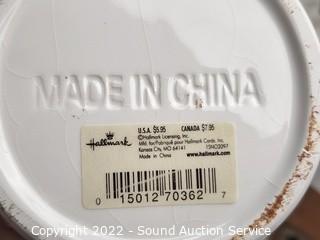 MADE IN CHINA
Hallmark
U.S.A. $5.95 CANADA $7.95
©Hallmark Licensing, Inc.
Mfd. for/Fabriqué pour Hallmark Cards, Inc.
Kansas City, MO 64141
Made in China
www.hallmark.com
0 15012 70362 7
Copyright 2022 - Sound Auction Service